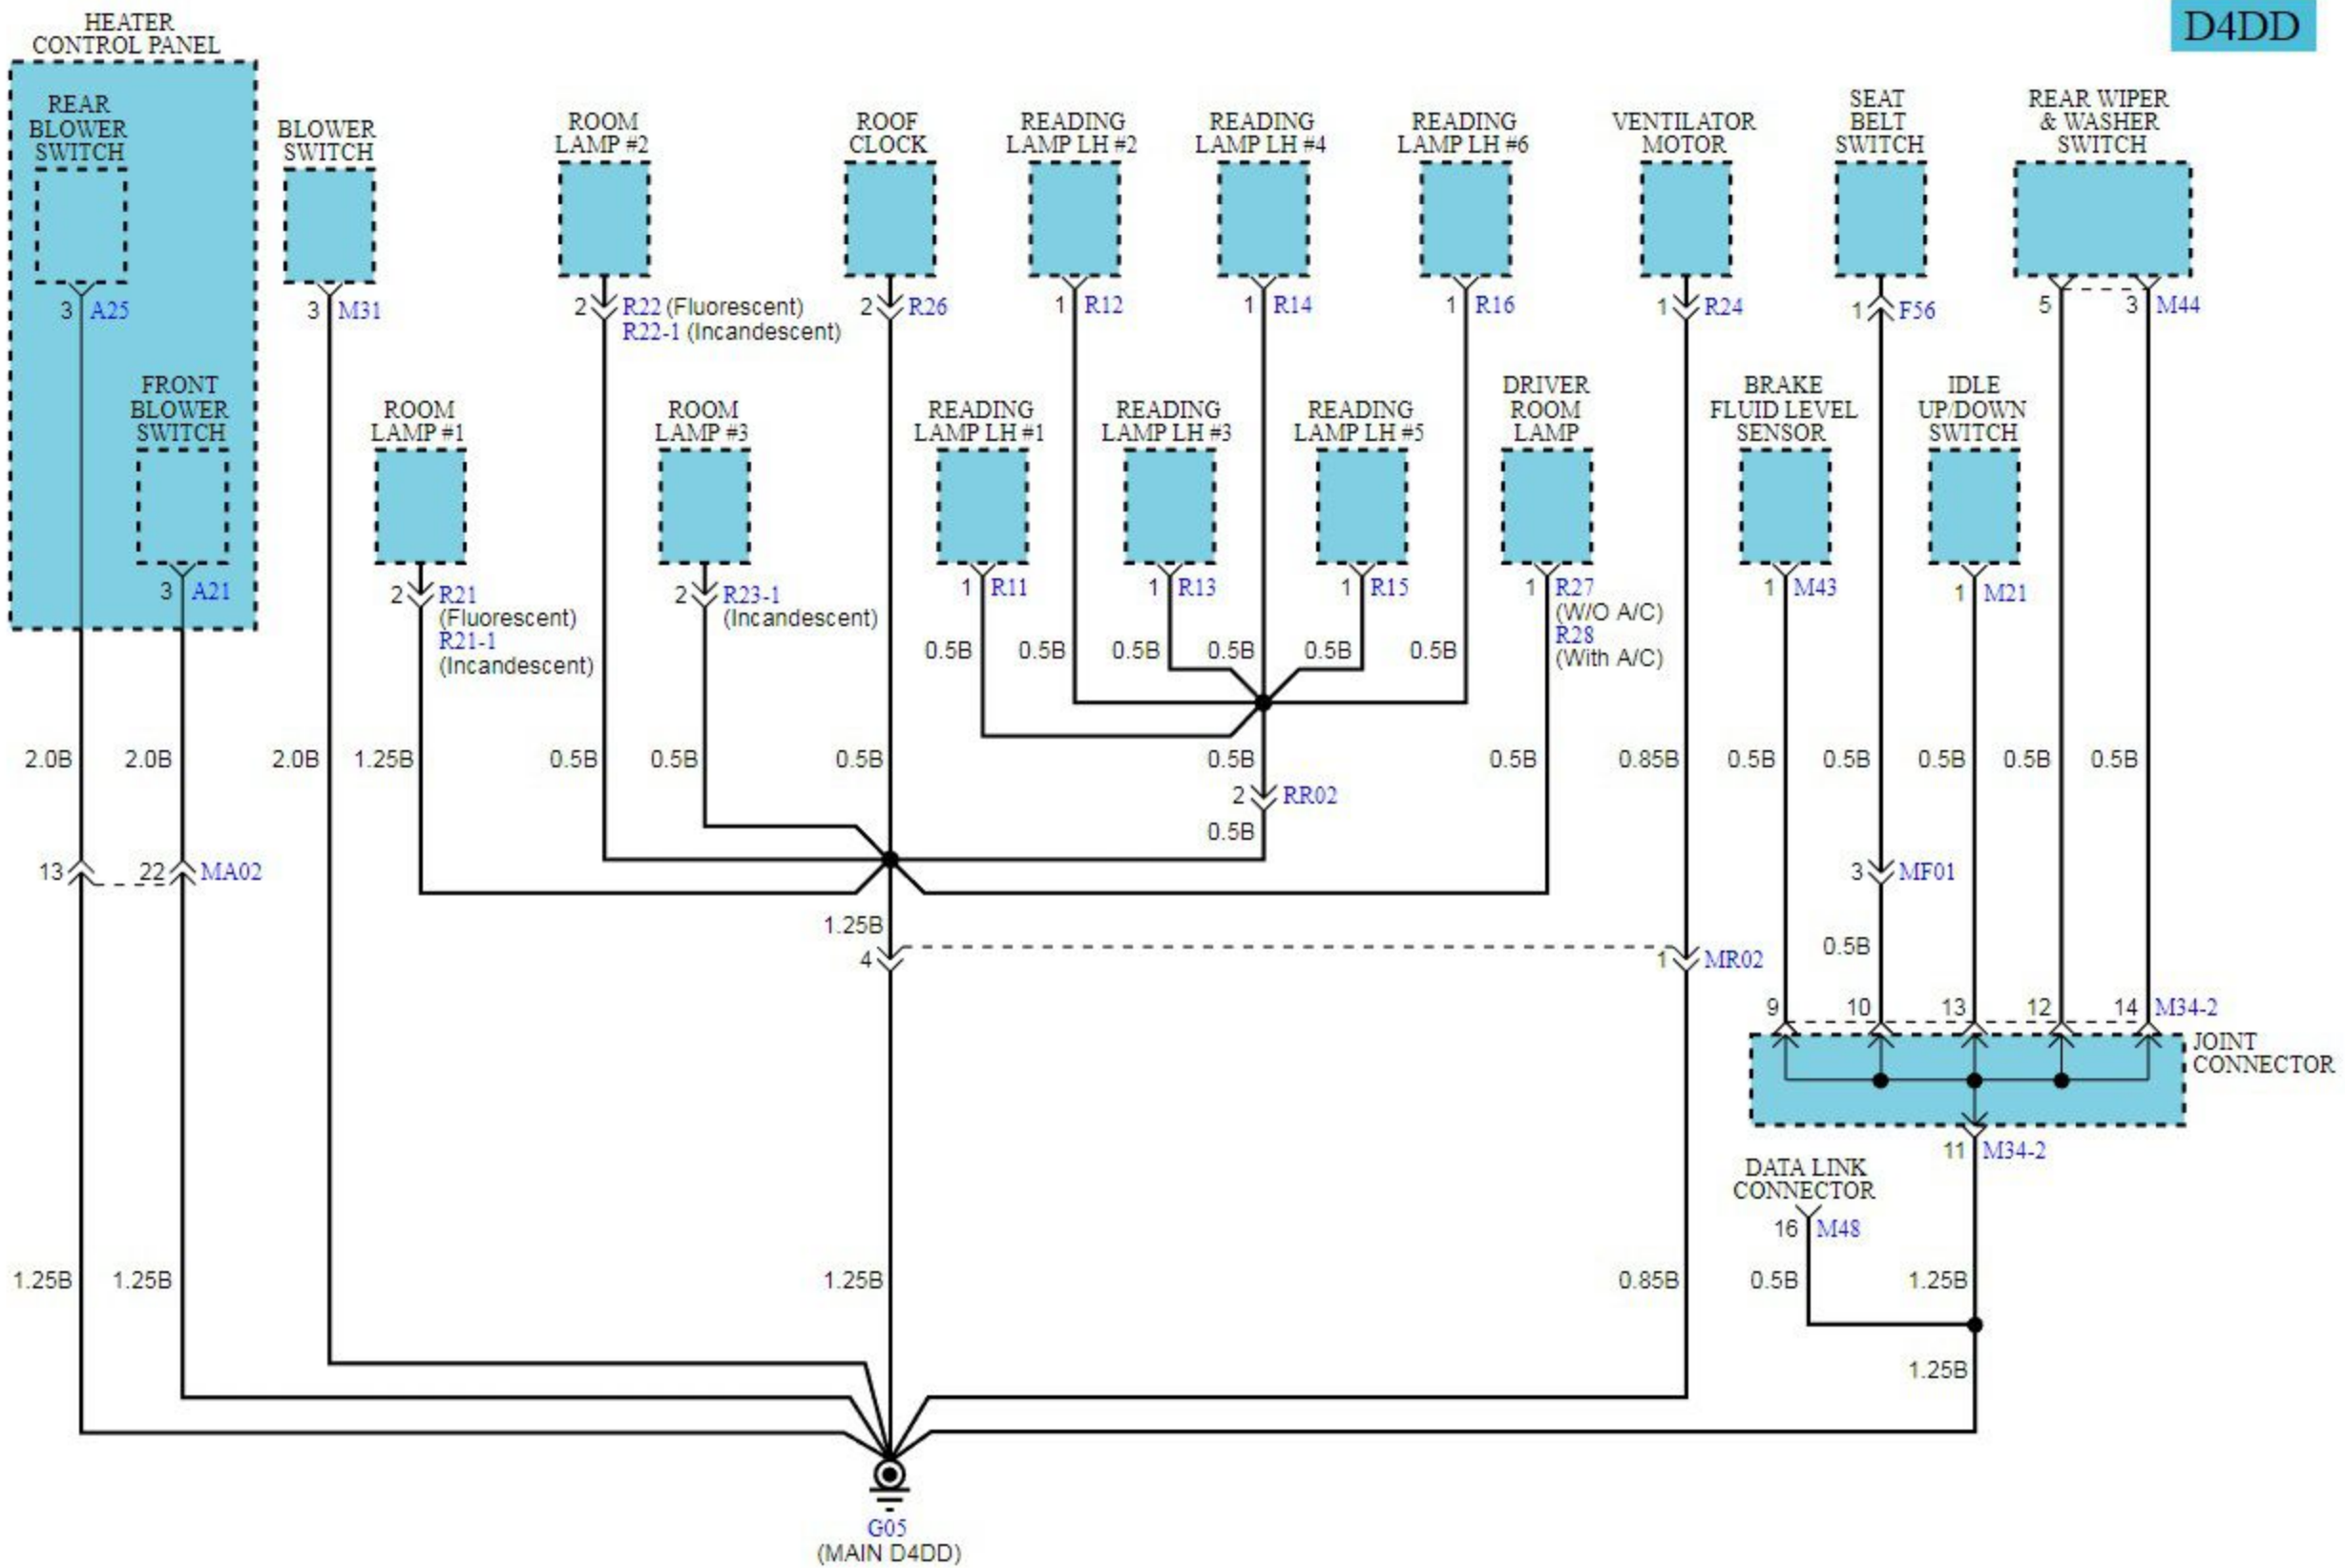 D4DD
HEATER
CONTROL PANEL
REAR
BLOWER
SWITCH
3 A25
FRONT
BLOWER
SWITCH
3 A21
BLOWER
SWITCH
3 M31
ROOM
LAMP #2
2 R22 (Fluorescent)
R22-1 (Incandescent)
ROOF
CLOCK
2 R26
READING
LAMP LH #2
1 R12
READING
LAMP LH #4
1 R14
READING
LAMP LH #6
1 R16
VENTILATOR
MOTOR
1 R24
SEAT
BELT
SWITCH
1 F56
REAR WIPER
& WASHER
SWITCH
5 3 M44
ROOM
LAMP #1
2 R21
(Fluorescent)
R21-1
(Incandescent)
ROOM
LAMP #3
2 R23-1
(Incandescent)
READING
LAMP LH #1
1 R11
READING
LAMP LH #3
1 R13
READING
LAMP LH #5
1 R15
DRIVER
ROOM
LAMP
1 R27
(W/O A/C)
R28
(With A/C)
BRAKE
FLUID LEVEL
SENSOR
1 M43
IDLE
UP/DOWN
SWITCH
1 M21
0.5B 0.5B 0.5B 0.5B 0.5B 0.5B
2.0B 2.0B 2.0B 1.25B 0.5B 0.5B 0.5B 0.5B 0.5B 0.85B 0.5B 0.5B 0.5B 0.5B 0.5B
2 RR02
0.5B
13 22 MA02
3 MF01
1.25B
0.5B
4 1 MR02
9 10 13 12 14 M34-2
JOINT
CONNECTOR
11 M34-2
DATA LINK
CONNECTOR
16 M48
1.25B 1.25B 1.25B 0.85B 0.5B 1.25B
1.25B
G05
(MAIN D4DD)